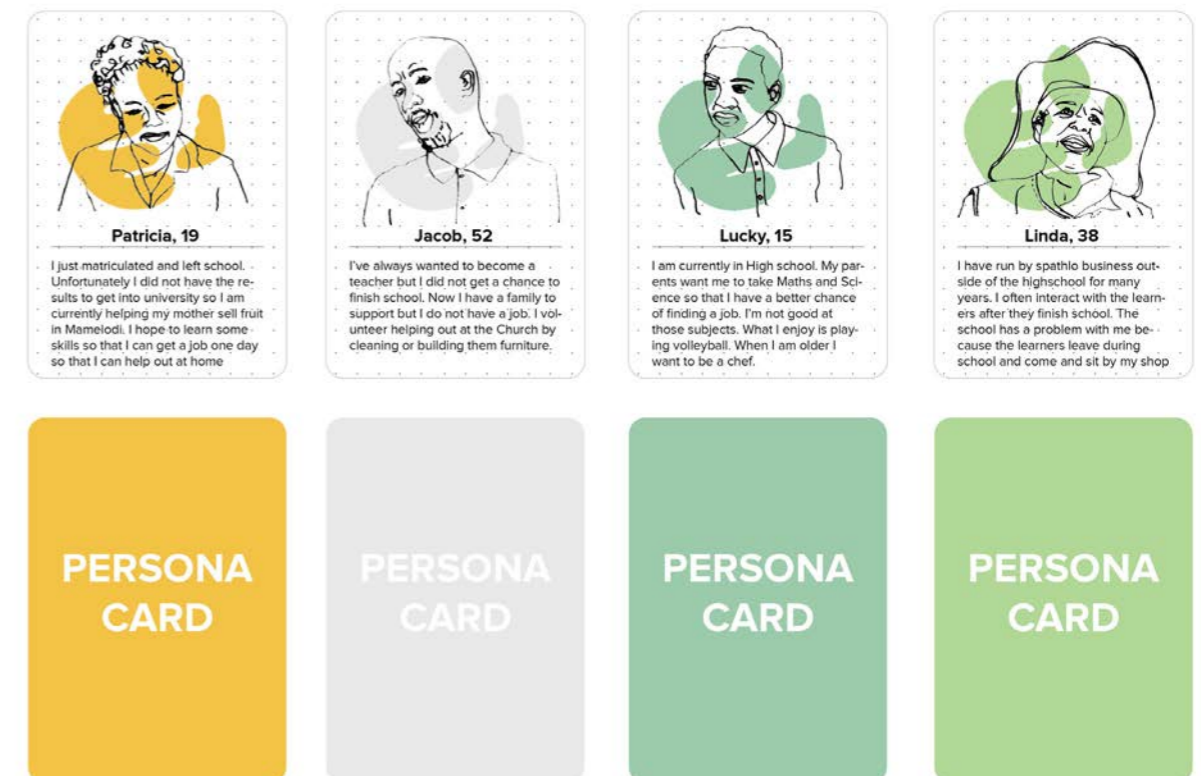 Patricia, 19
I just matriculated and left school.
Unfortunately I did not have the re-
sults to get into university so I am
currently helping my mother sell fruit
in Mamelodi. I hope to learn some
skills so that I can get a job one day
so that I can help out at home
Jacob, 52
I've always wanted to become a
teacher but I did not get a chance to
finish school. Now I have a family to
support but I do not have a job. I vol-
unteer helping out at the Church by
cleaning or building them furniture.
Lucky, 15
I am currently in High school. My par-
ents want me to take Maths and Sci-
ence so that I have a better chance
of finding a job. I'm not good at
those subjects. What I enjoy is play-
ing volleyball. When I am older I
want to be a chef.
Linda, 38
I have run by spathlo business out-
side of the highschool for many
years. I often interact with the learn-
ers after they finish school. The
school has a problem with me be-
cause the learners leave during
school and come and sit by my shop
PERSONA
CARD
PERSONA
CARD
PERSONA
CARD
PERSONA
CARD